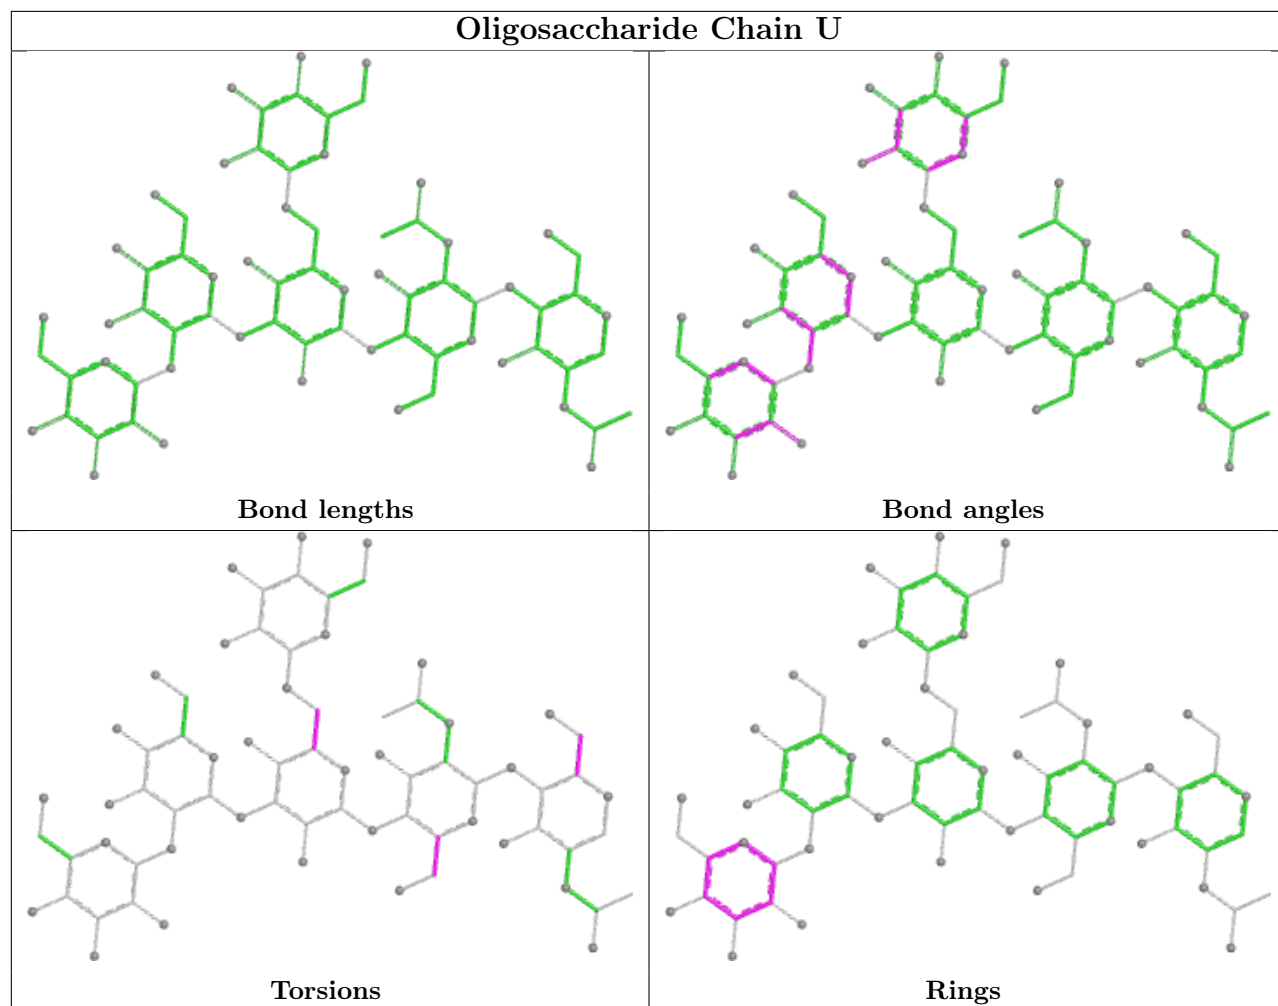 Oligosaccharide Chain U
Bond lengths
Bond angles
Torsions
Rings